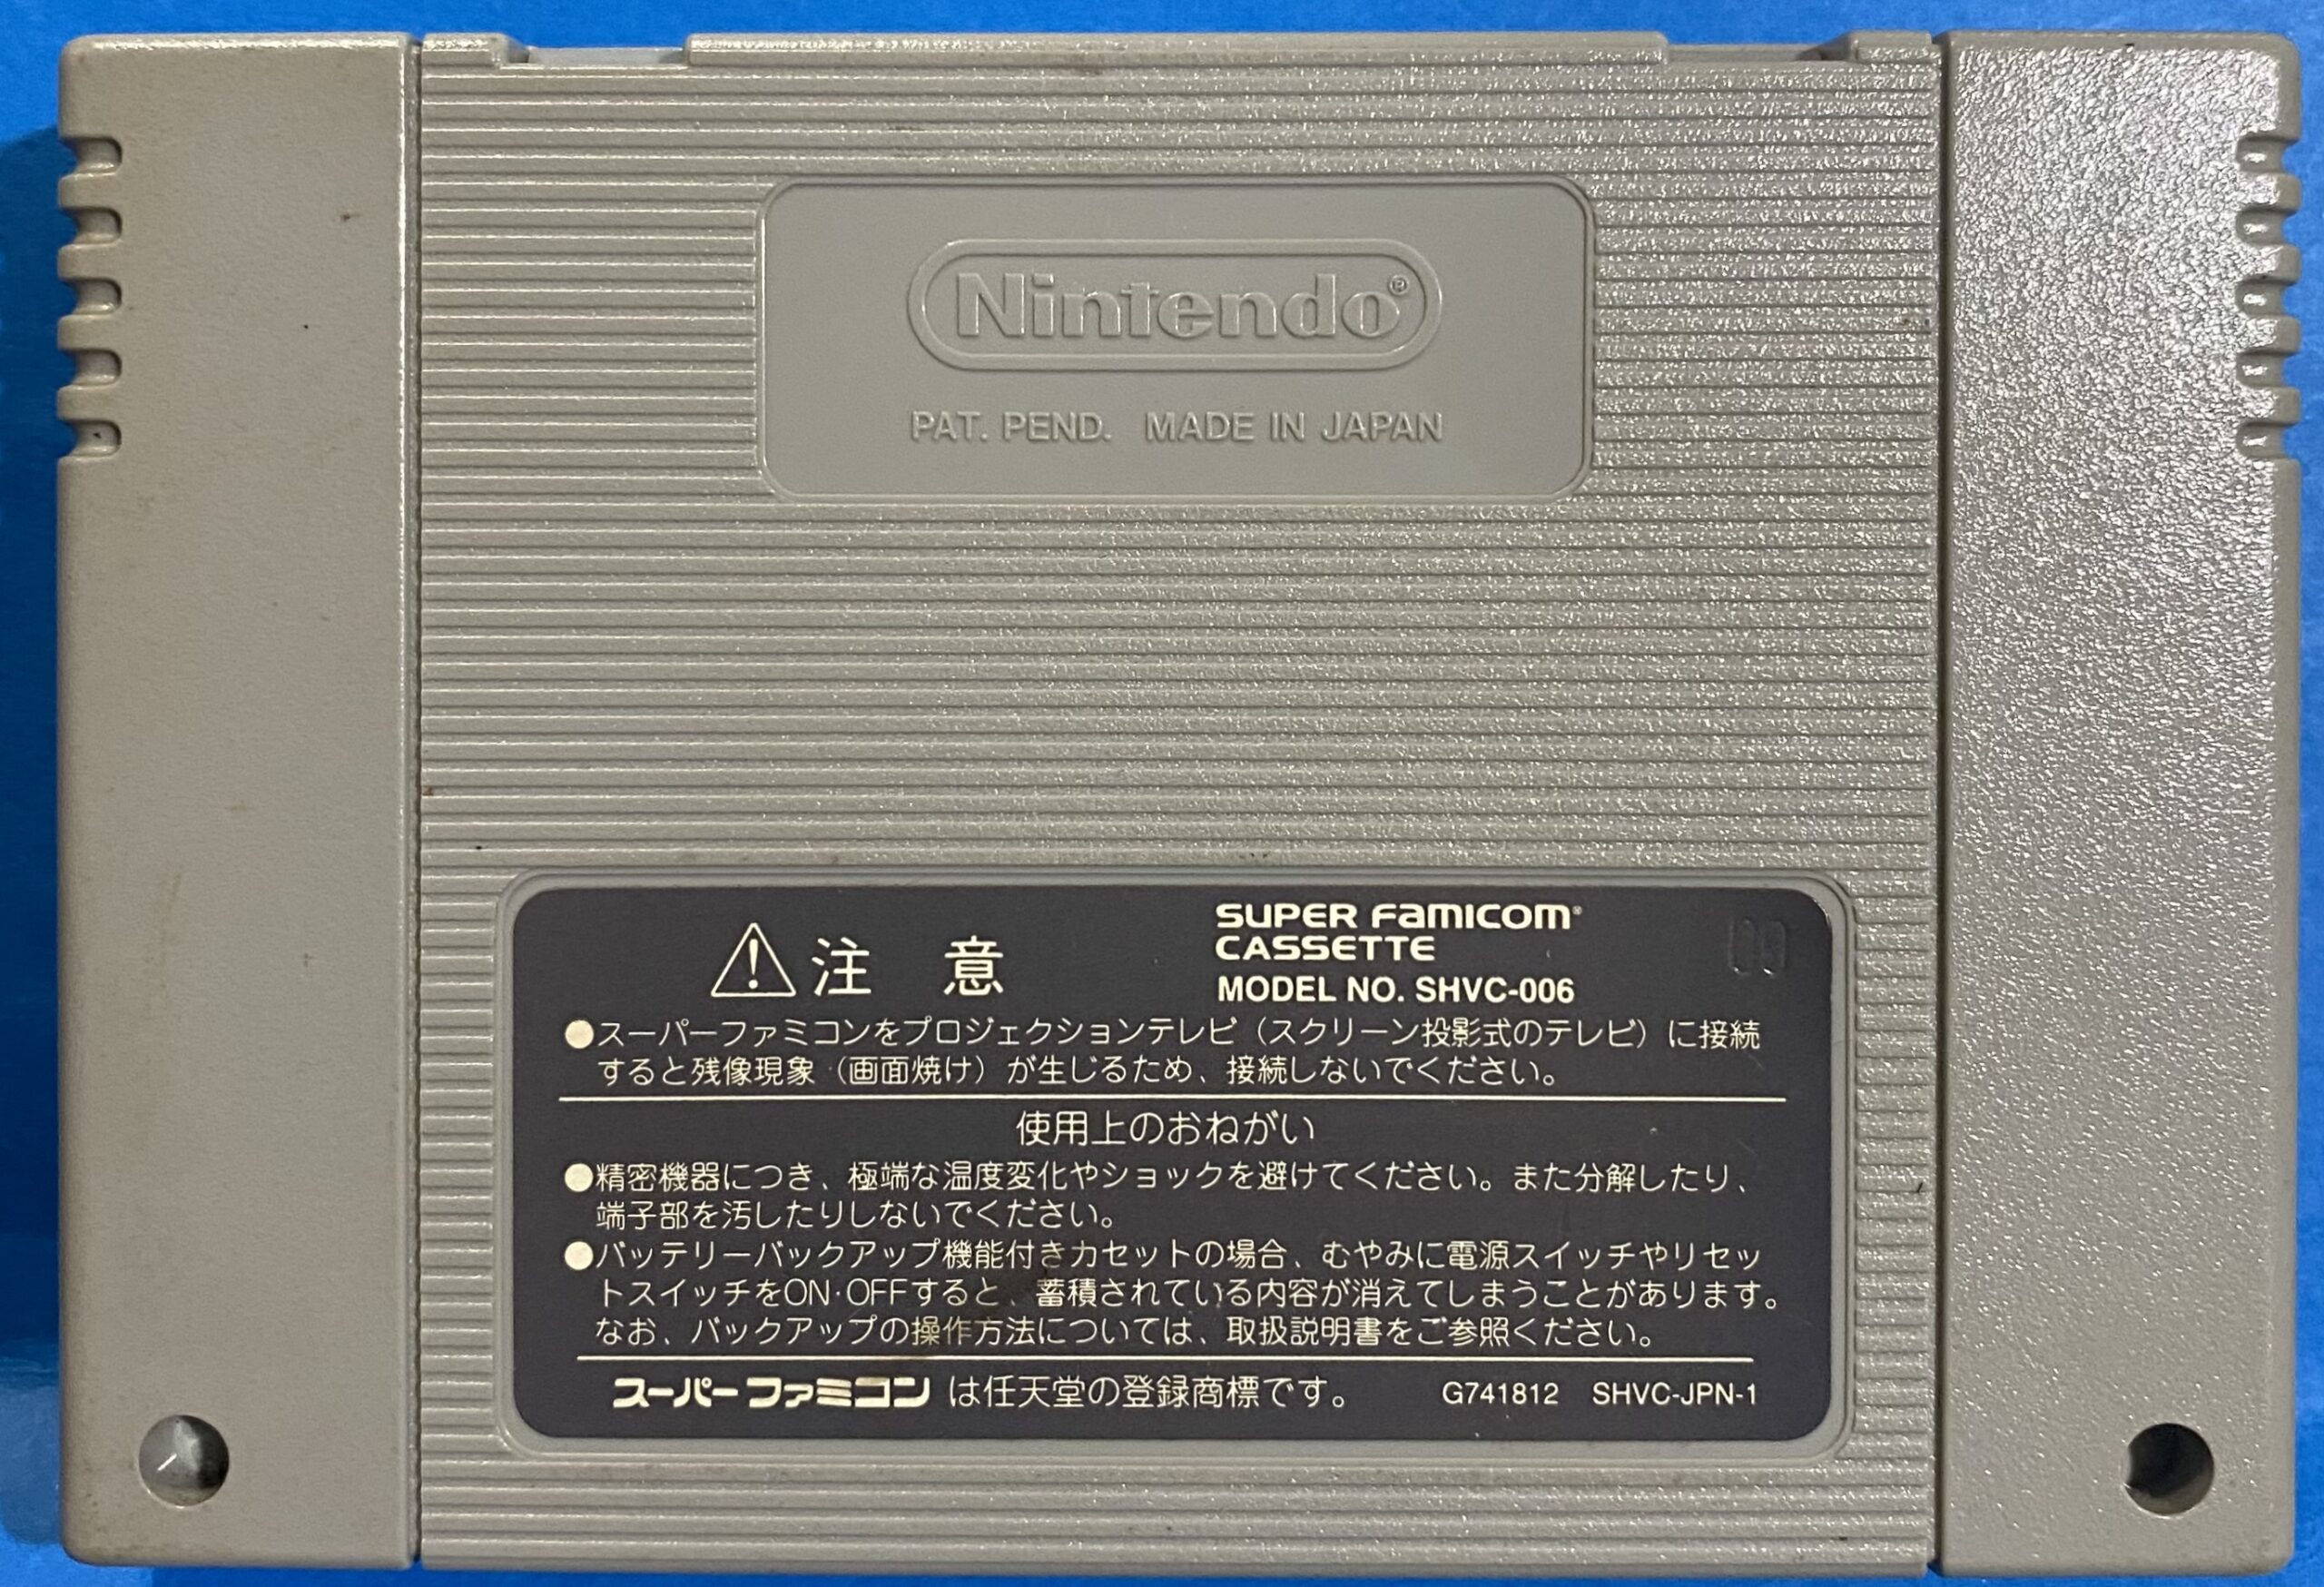 Nintendo®
PAT. PEND. MADE IN JAPAN
⚠注 意
SUPER FAMICOM®
CASSETTE
MODEL NO. SHVC-006
●スーパーファミコンをプロジェクションテレビ(スクリーン投影式のテレビ)に接続
すると残像現象(画面焼け)が生じるため、接続しないでください。
使用上のおねがい
●精密機器につき、極端な温度変化やショックを避けてください。また分解したり、
端子部を汚したりしないでください。
●バッテリーバックアップ機能付きカセットの場合、むやみに電源スイッチやリセッ
トスイッチをON·OFFすると、蓄積されている内容が消えてしまうことがあります。
なお、バックアップの操作方法については、取扱説明書をご参照ください。
スーパーファミコン は任天堂の登録商標です。 G741812 SHVC-JPN-1